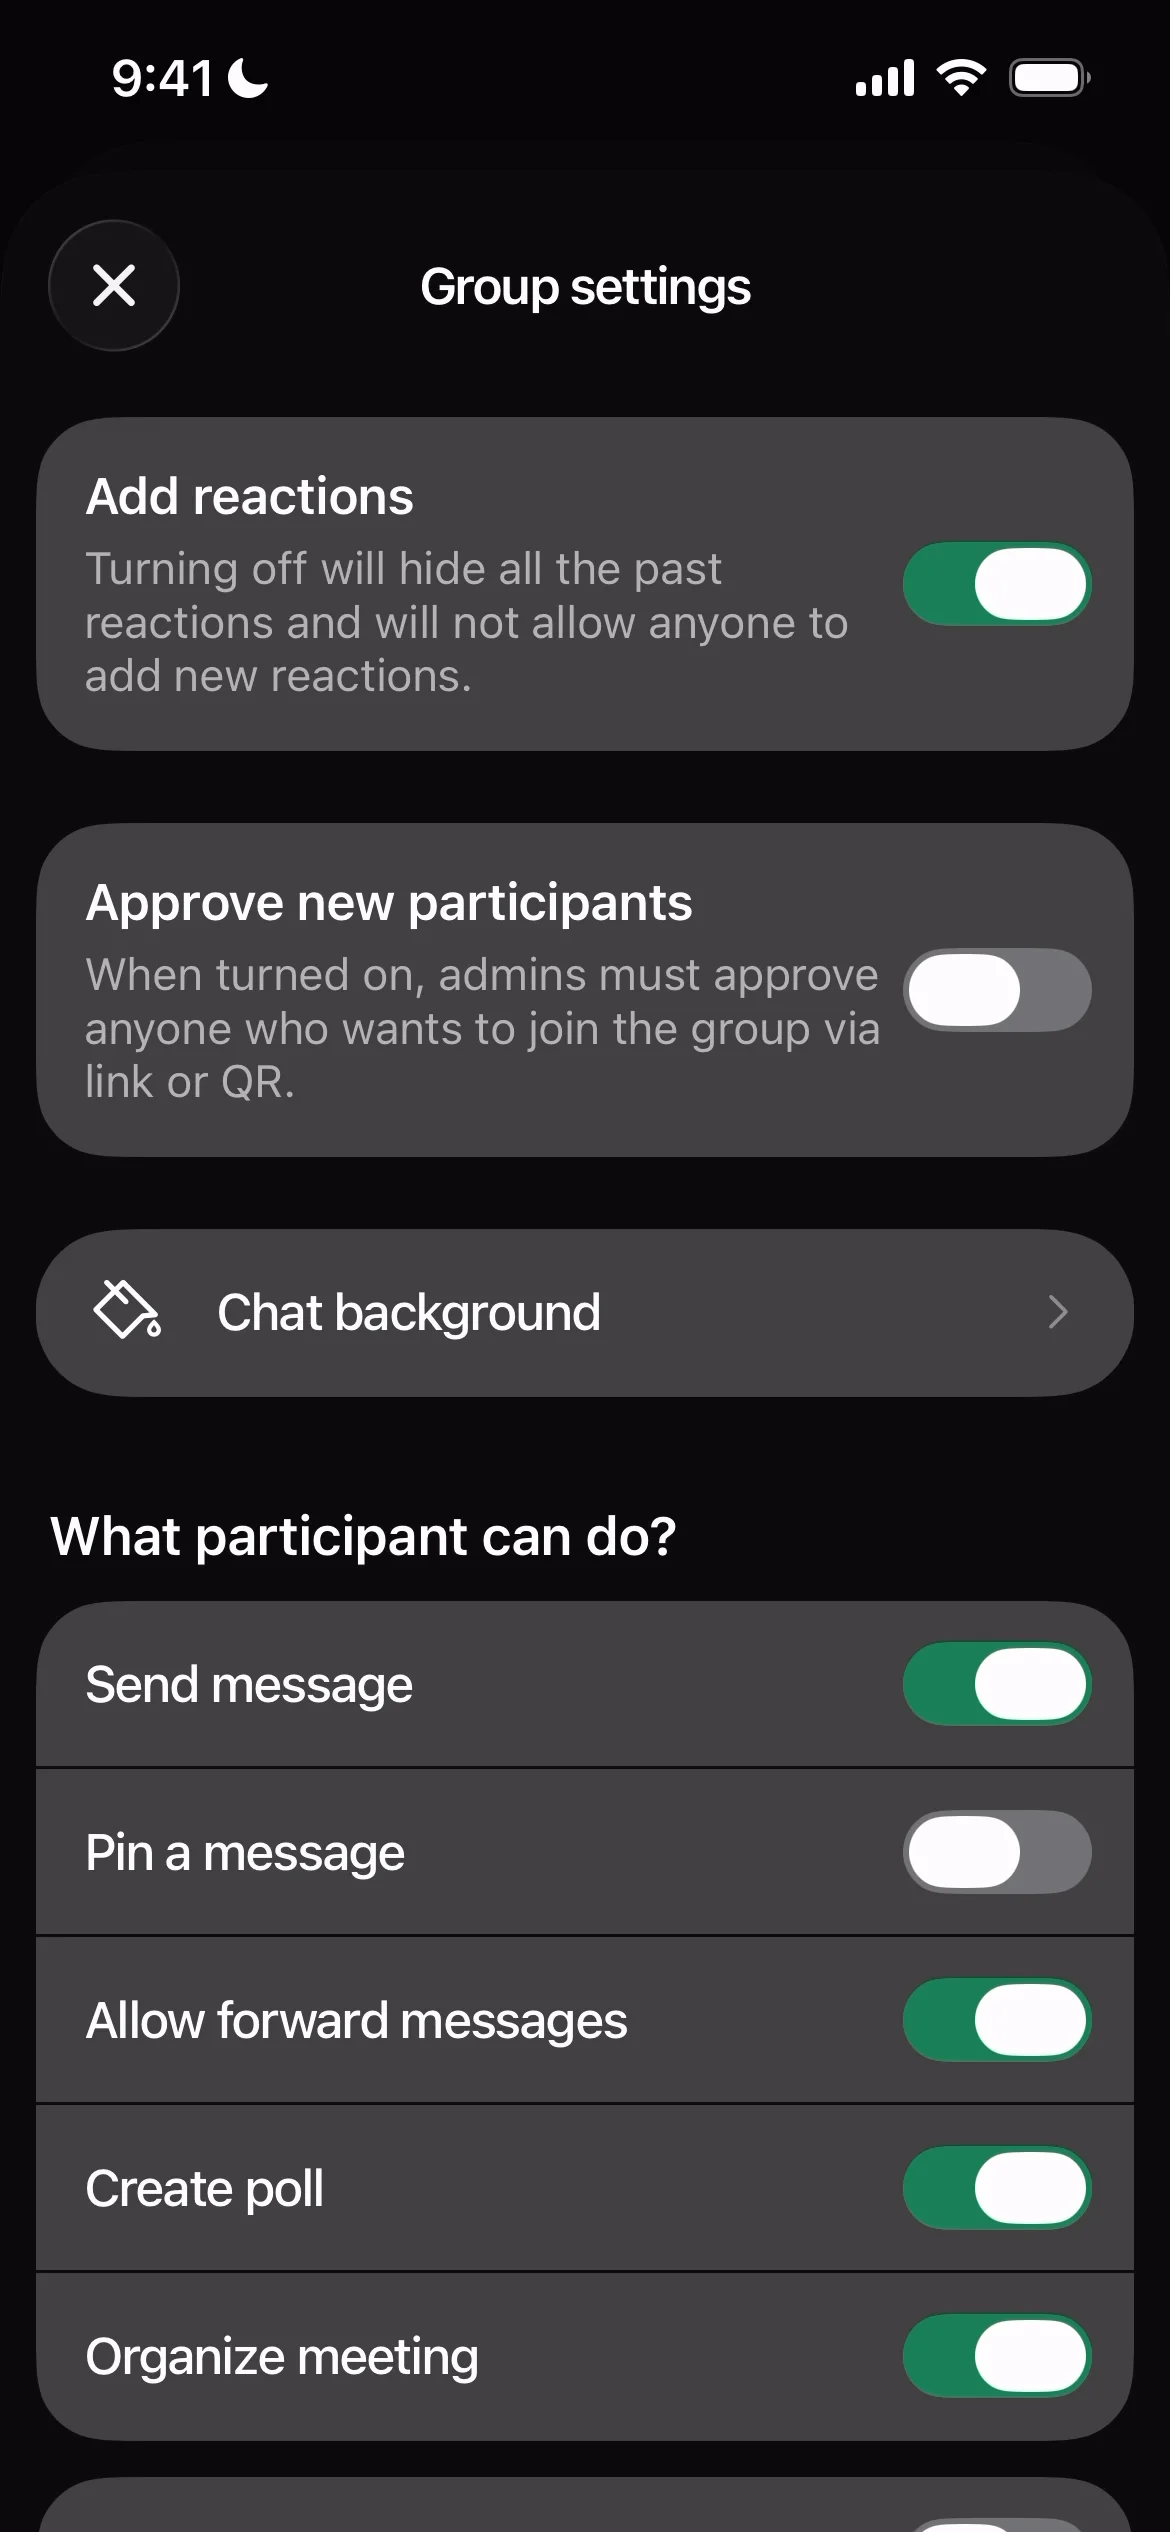 9:41
Group settings
Add reactions
Turning off will hide all the past
reactions and will not allow anyone to
add new reactions.
Approve new participants
When turned on, admins must approve
anyone who wants to join the group via
link or QR.
Chat background
What participant can do?
Send message
Pin a message
Allow forward messages
Create poll
Organize meeting